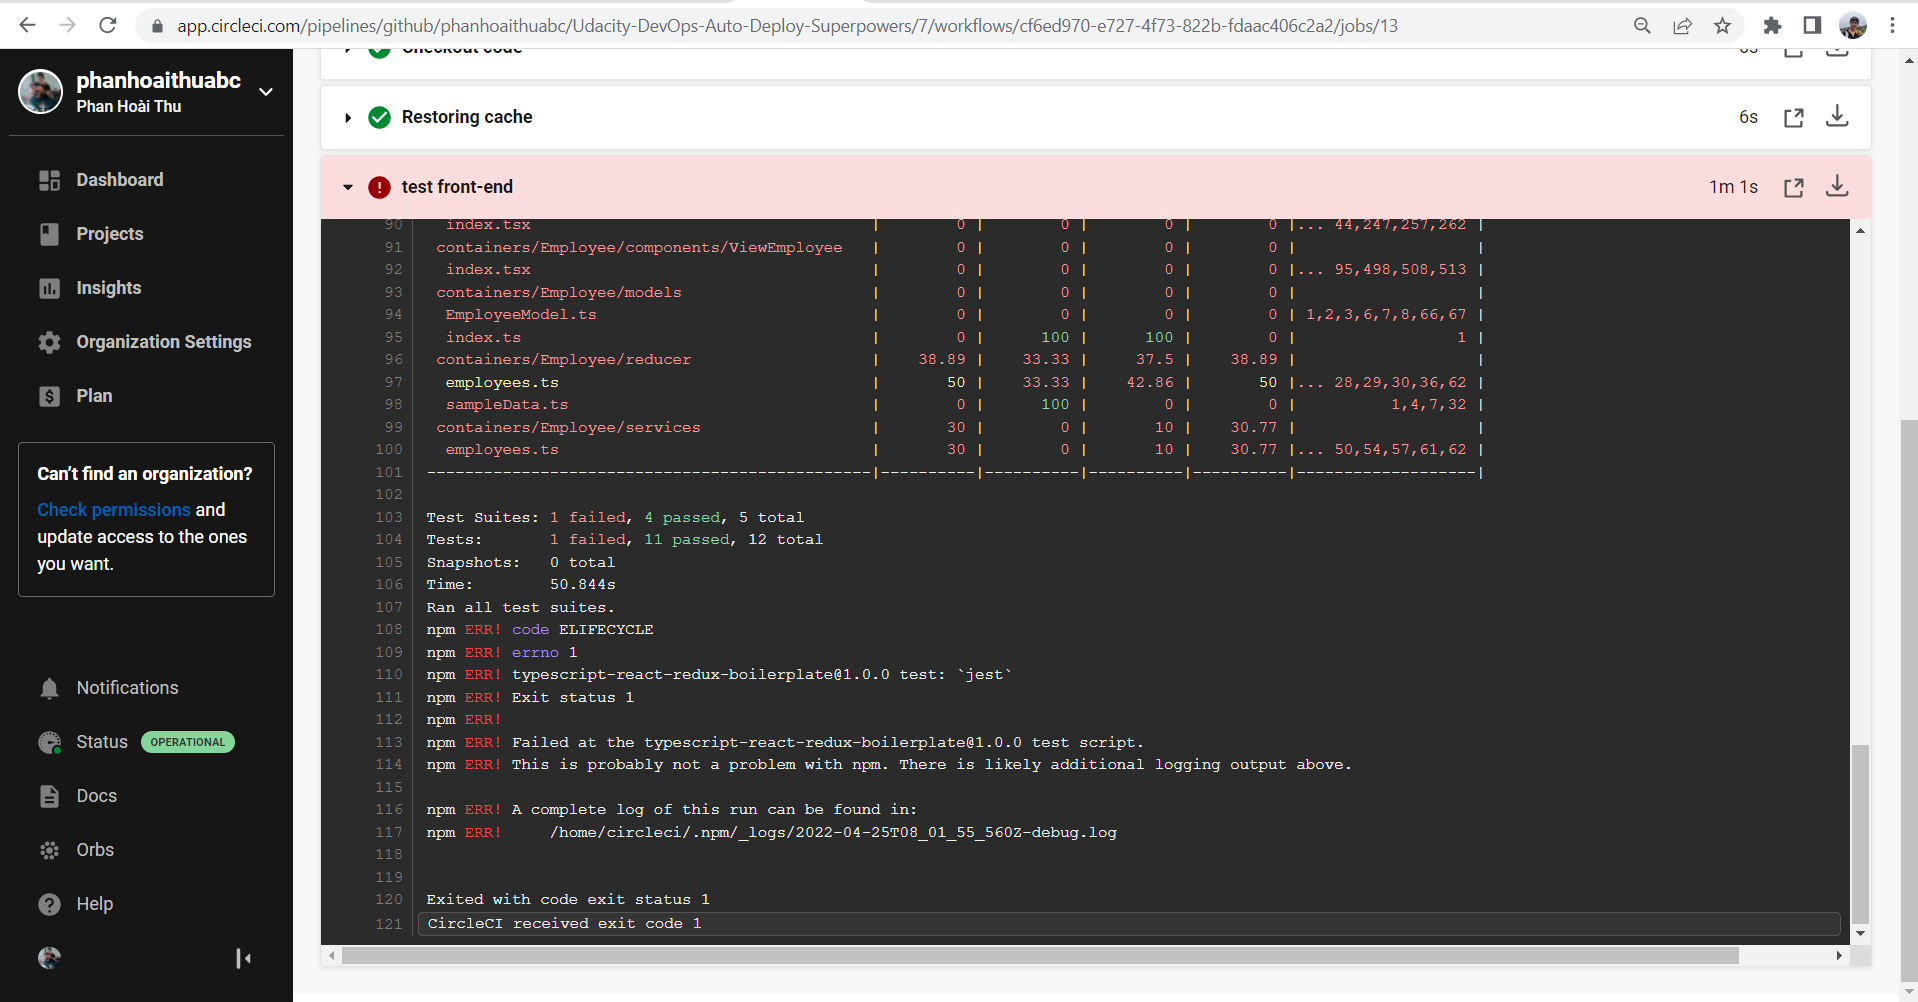 app.circleci.com/pipelines/github/phanhoaithuabc/Udacity-DevOps-Auto-Deploy-Superpowers/7/workflows/cf6ed970-e727-4f73-822b-fdaac406c2a2/jobs/13
phanhoaithuabc
Phan Hoài Thu
Dashboard
Projects
Insights
Organization Settings
Plan
Can't find an organization?
Check permissions and
update access to the ones
you want.
Notifications
Status OPERATIONAL
Docs
Orbs
Help
Checkout code
Restoring cache 6s
test front-end 1m 1s
90 index.tsx | 0 | 0 | 0 | 0 |... 44,247,257,262 |
91 containers/Employee/components/ViewEmployee | 0 | 0 | 0 | 0 | |
92 index.tsx | 0 | 0 | 0 | 0 |... 95,498,508,513 |
93 containers/Employee/models | 0 | 0 | 0 | 0 | |
94 EmployeeModel.ts | 0 | 0 | 0 | 0 | 1,2,3,6,7,8,66,67 |
95 index.ts | 0 | 100 | 100 | 0 | 1 |
96 containers/Employee/reducer | 38.89 | 33.33 | 37.5 | 38.89 | |
97 employees.ts | 50 | 33.33 | 42.86 | 50 |... 28,29,30,36,62 |
98 sampleData.ts | 0 | 100 | 0 | 0 | 1,4,7,32 |
99 containers/Employee/services | 30 | 0 | 10 | 30.77 | |
100 employees.ts | 30 | 0 | 10 | 30.77 |... 50,54,57,61,62 |
101 -----------------------------------------------|----------|----------|----------|----------|-------------------|
102
103 Test Suites: 1 failed, 4 passed, 5 total
104 Tests: 1 failed, 11 passed, 12 total
105 Snapshots: 0 total
106 Time: 50.844s
107 Ran all test suites.
108 npm ERR! code ELIFECYCLE
109 npm ERR! errno 1
110 npm ERR! typescript-react-redux-boilerplate@1.0.0 test: `jest`
111 npm ERR! Exit status 1
112 npm ERR!
113 npm ERR! Failed at the typescript-react-redux-boilerplate@1.0.0 test script.
114 npm ERR! This is probably not a problem with npm. There is likely additional logging output above.
115
116 npm ERR! A complete log of this run can be found in:
117 npm ERR! /home/circleci/.npm/_logs/2022-04-25T08_01_55_560Z-debug.log
118
119
120 Exited with code exit status 1
121 CircleCI received exit code 1